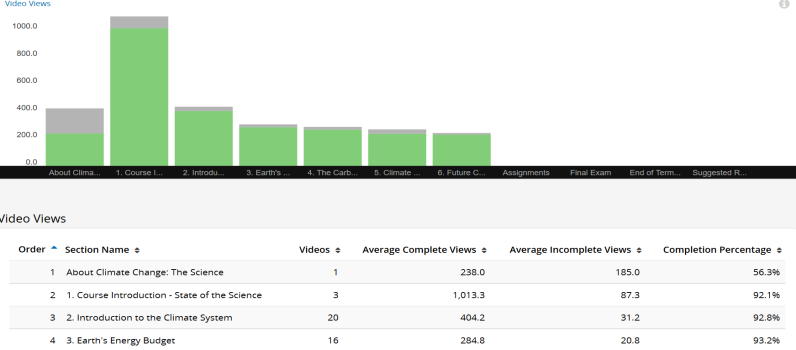 Video Views
1000.0
800.0
600.0
400.0
200.0
0.0
About Clima... 1. Course I... 2. Introdu... 3. Earth's ... 4. The Carb... 5. Climate ... 6. Future C... Assignments Final Exam End of Term... Suggested R...
Video Views
Order Section Name Videos Average Complete Views Average Incomplete Views Completion Percentage
1 About Climate Change: The Science 1 238.0 185.0 56.3%
2 1. Course Introduction - State of the Science 3 1,013.3 87.3 92.1%
3 2. Introduction to the Climate System 20 404.2 31.2 92.8%
4 3. Earth's Energy Budget 16 284.8 20.8 93.2%